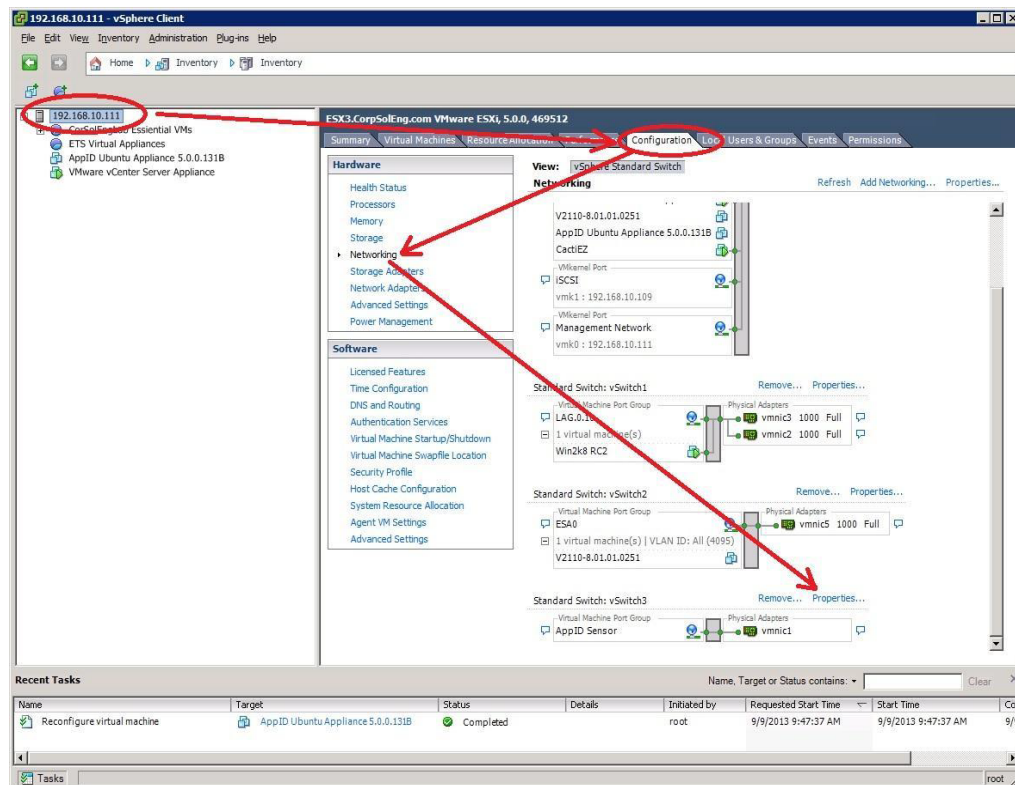 192.168.10.111 - vSphere Client
File Edit View Inventory Administration Plug-ins Help
Home Inventory Inventory
192.168.10.111
CorpSolEngLab Essiential VMs
ETS Virtual Appliances
AppID Ubuntu Appliance 5.0.0.131B
VMware vCenter Server Appliance
ESX3.CorpSolEng.com VMware ESXi, 5.0.0, 469512
Summary Virtual Machines Resource Allocation Performance Configuration Users & Groups Events Permissions
Hardware
Health Status
Processors
Memory
Storage
Networking
Storage Adapters
Network Adapters
Advanced Settings
Power Management
Software
Licensed Features
Time Configuration
DNS and Routing
Authentication Services
Virtual Machine Startup/Shutdown
Virtual Machine Swapfile Location
Security Profile
Host Cache Configuration
System Resource Allocation
Agent VM Settings
Advanced Settings
View: vSphere Standard Switch
Networking Refresh Add Networking... Properties...
V2110-8.01.01.0251
AppID Ubuntu Appliance 5.0.0.131B
CactiEZ
VMkernel Port
iSCSI
vmk1 : 192.168.10.109
VMkernel Port
Management Network
vmk0 : 192.168.10.111
Standard Switch: vSwitch1 Remove... Properties...
Virtual Machine Port Group Physical Adapters
vmnic3 1000 Full
1 virtual machine(s) vmnic2 1000 Full
Win2k8 RC2
Standard Switch: vSwitch2 Remove... Properties...
Virtual Machine Port Group Physical Adapters
ESA0 vmnic5 1000 Full
1 virtual machine(s) | VLAN ID: All (4095)
V2110-8.01.01.0251
Standard Switch: vSwitch3 Remove... Properties...
Virtual Machine Port Group Physical Adapters
AppID Sensor vmnic1
Recent Tasks Name, Target or Status contains: Clear
Name Target Status Details Initiated by Requested Start Time Start Time Co
Reconfigure virtual machine AppID Ubuntu Appliance 5.0.0.131B Completed root 9/9/2013 9:47:37 AM 9/9/2013 9:47:37 AM 9/9
Tasks root